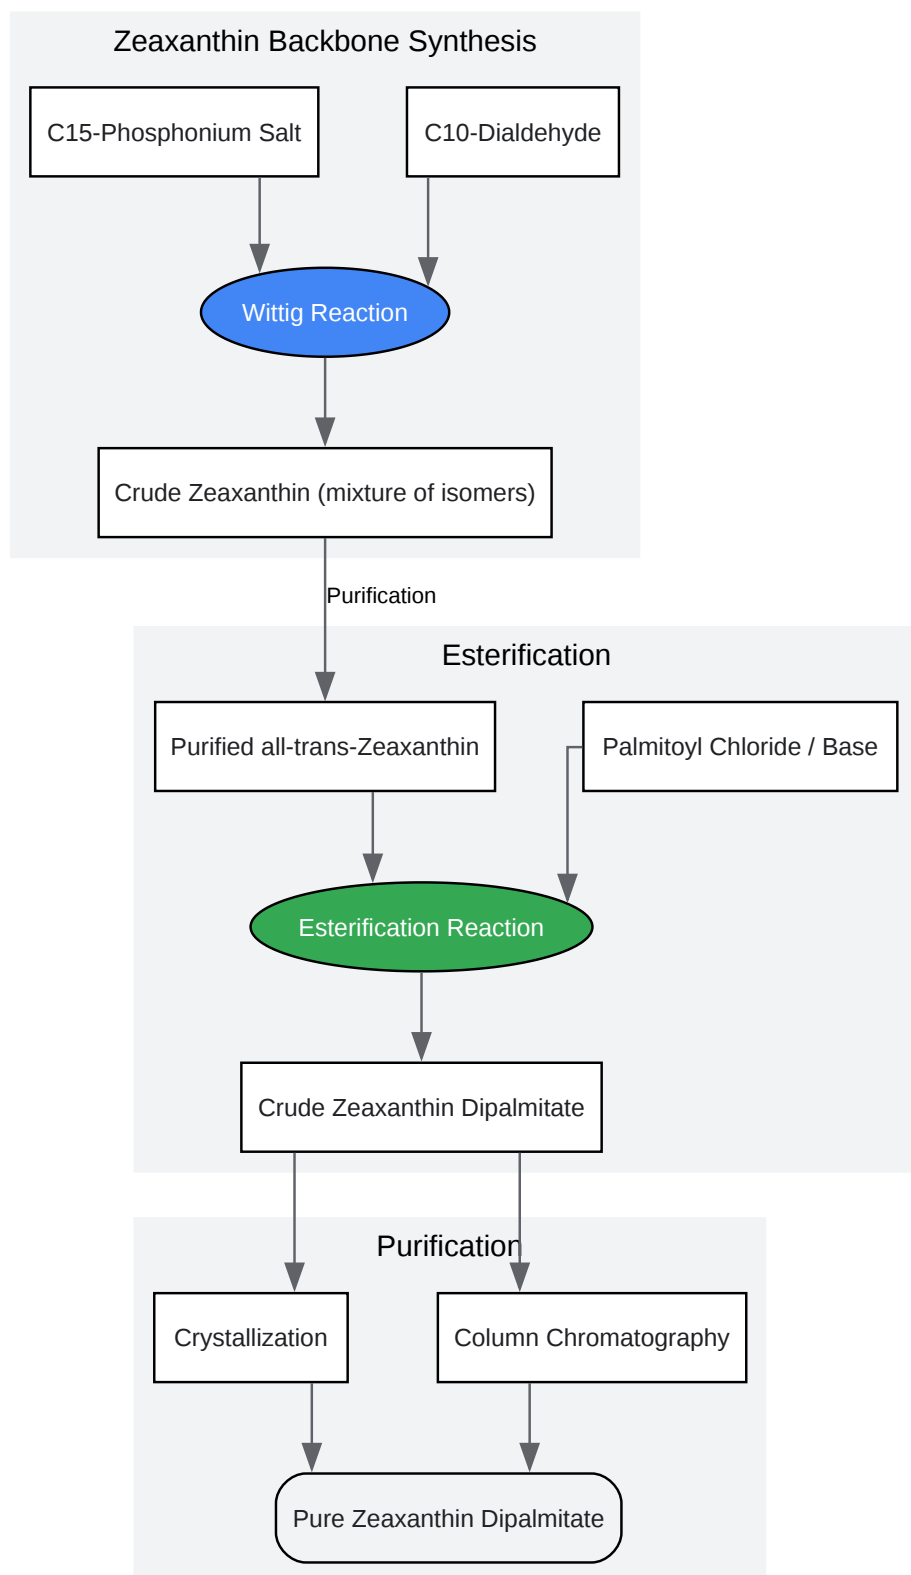 Zeaxanthin Backbone Synthesis
C15-Phosphonium Salt
C10-Dialdehyde
Wittig Reaction
Crude Zeaxanthin (mixture of isomers)
Purification
Esterification
Purified all-trans-Zeaxanthin
Palmitoyl Chloride / Base
Esterification Reaction
Crude Zeaxanthin Dipalmitate
Purification
Crystallization
Column Chromatography
Pure Zeaxanthin Dipalmitate